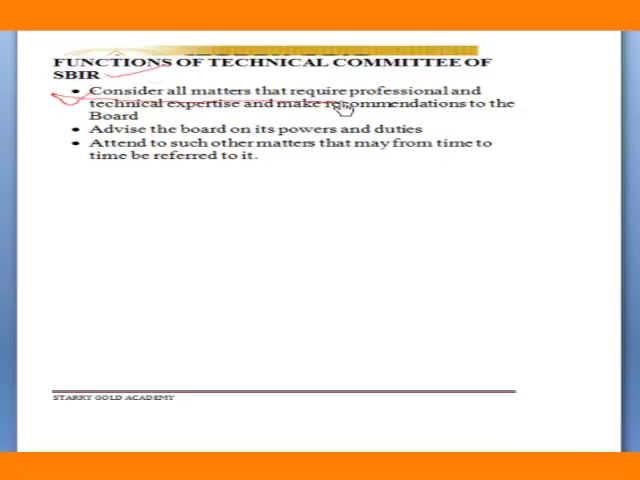 FUNCTIONS OF TECHNICAL COMMITTEE OF
SBIR
• Consider all matters that require professional and
technical expertise and make recommendations to the
Board
• Advise the board on its powers and duties
• Attend to such other matters that may from time to
time be referred to it.
STARRY GOLD ACADEMY